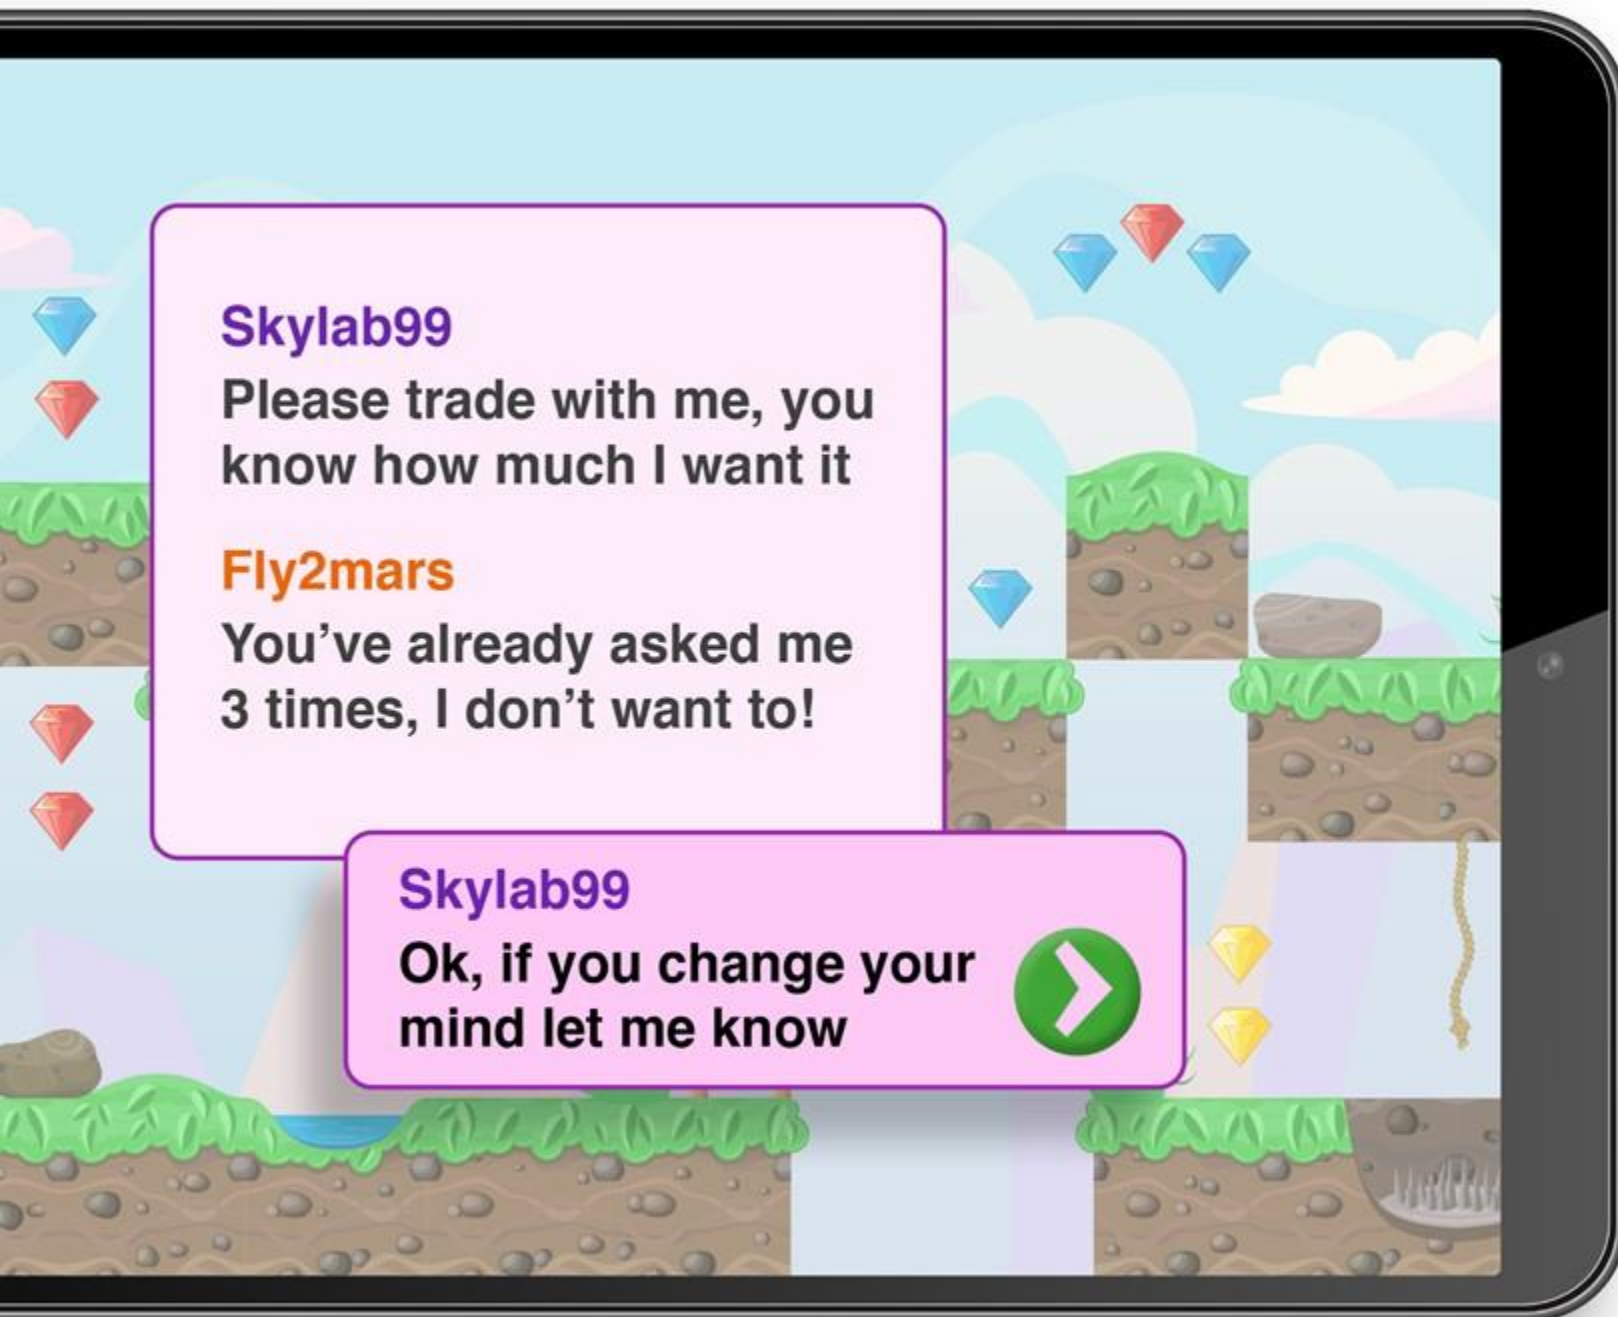 Skylab99
Please trade with me, you
know how much I want it
Fly2mars
You’ve already asked me
3 times, I don’t want to!
Skylab99
Ok, if you change your
mind let me know